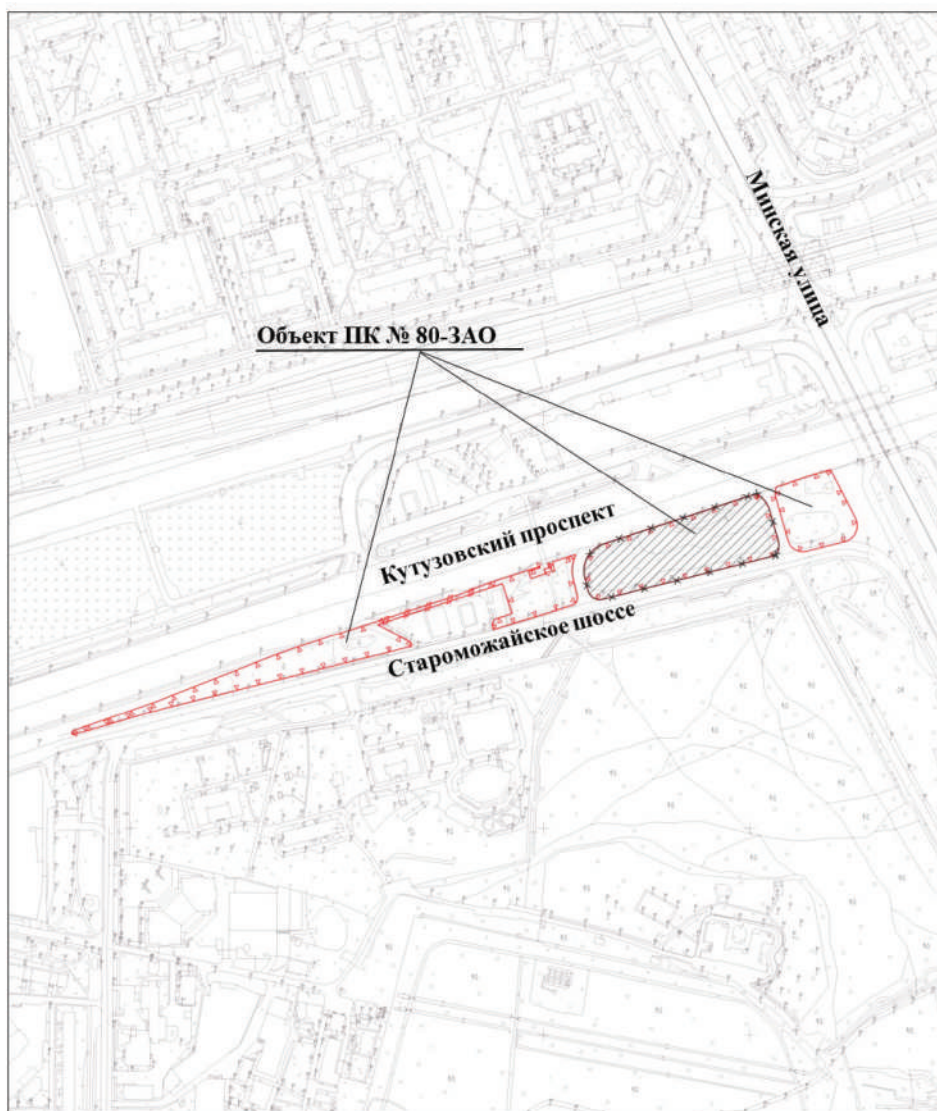 Минская улица
Объект ПК № 80-ЗАО
Кутузовский проспект
Староможайское шоссе